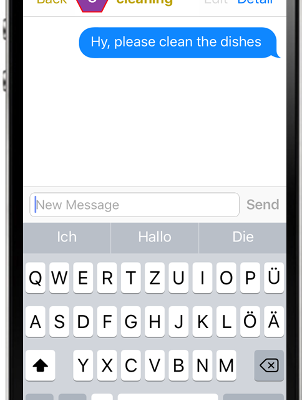 Back C cleaning Edit Detail
Hy, please clean the dishes
New Message Send
Ich Hallo Die
Q W E R T Z U I O P Ü
A S D F G H J K L Ö Ä
Y X C V B N M